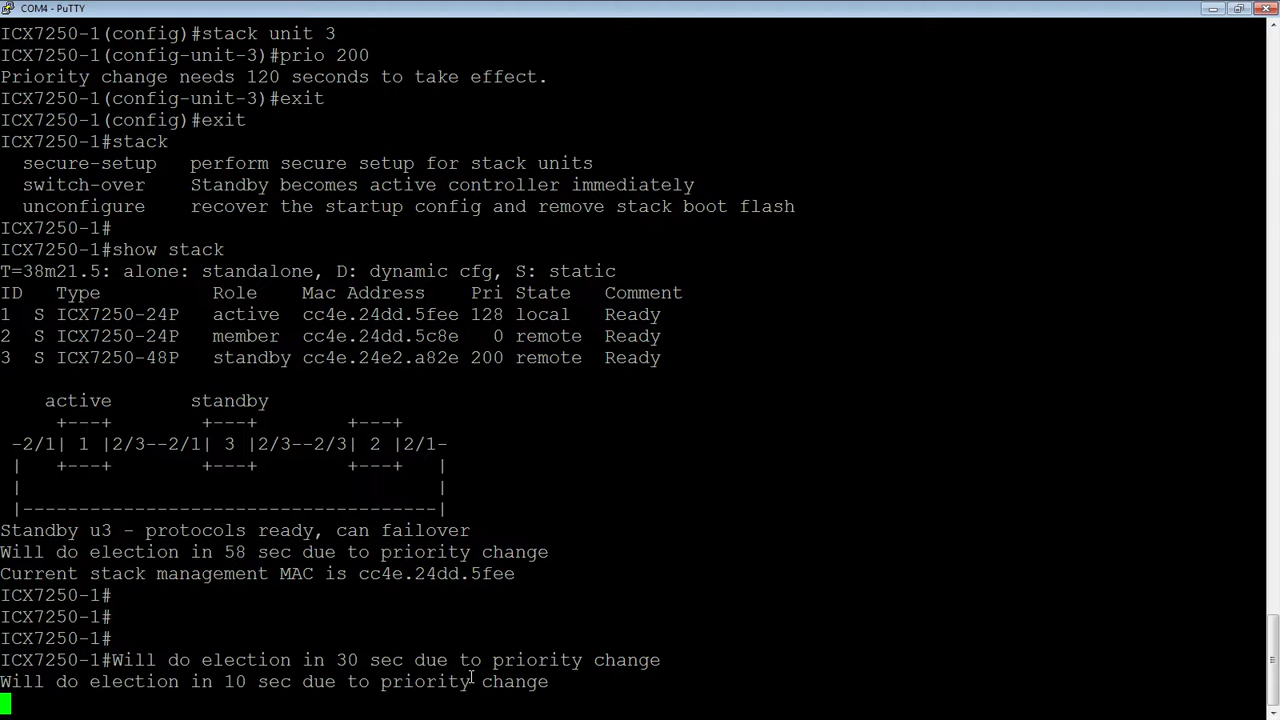 COM4 - PuTTY
ICX7250-1(config)#stack unit 3
ICX7250-1(config-unit-3)#prio 200
Priority change needs 120 seconds to take effect.
ICX7250-1(config-unit-3)#exit
ICX7250-1(config)#exit
ICX7250-1#stack
  secure-setup   perform secure setup for stack units
  switch-over    Standby becomes active controller immediately
  unconfigure    recover the startup config and remove stack boot flash
ICX7250-1#
ICX7250-1#show stack
T=38m21.5: alone: standalone, D: dynamic cfg, S: static
ID   S   Type          Role      Mac Address    Pri State   Comment
1  S ICX7250-24P   active  cc4e.24dd.5fee 128 local   Ready
2  S ICX7250-24P   member  cc4e.24dd.5c8e   0 remote  Ready
3  S ICX7250-48P   standby cc4e.24e2.a82e 200 remote  Ready
    active       standby
     +---+        +---+        +---+
 -2/1| 1 |2/3--2/1| 3 |2/3--2/3| 2 |2/1-
 |   +---+        +---+        +---+   |
 |                                     |
 |-------------------------------------|
Standby u3 - protocols ready, can failover
Will do election in 58 sec due to priority change
Current stack management MAC is cc4e.24dd.5fee
ICX7250-1#
ICX7250-1#
ICX7250-1#
ICX7250-1#Will do election in 30 sec due to priority change
Will do election in 10 sec due to priority change